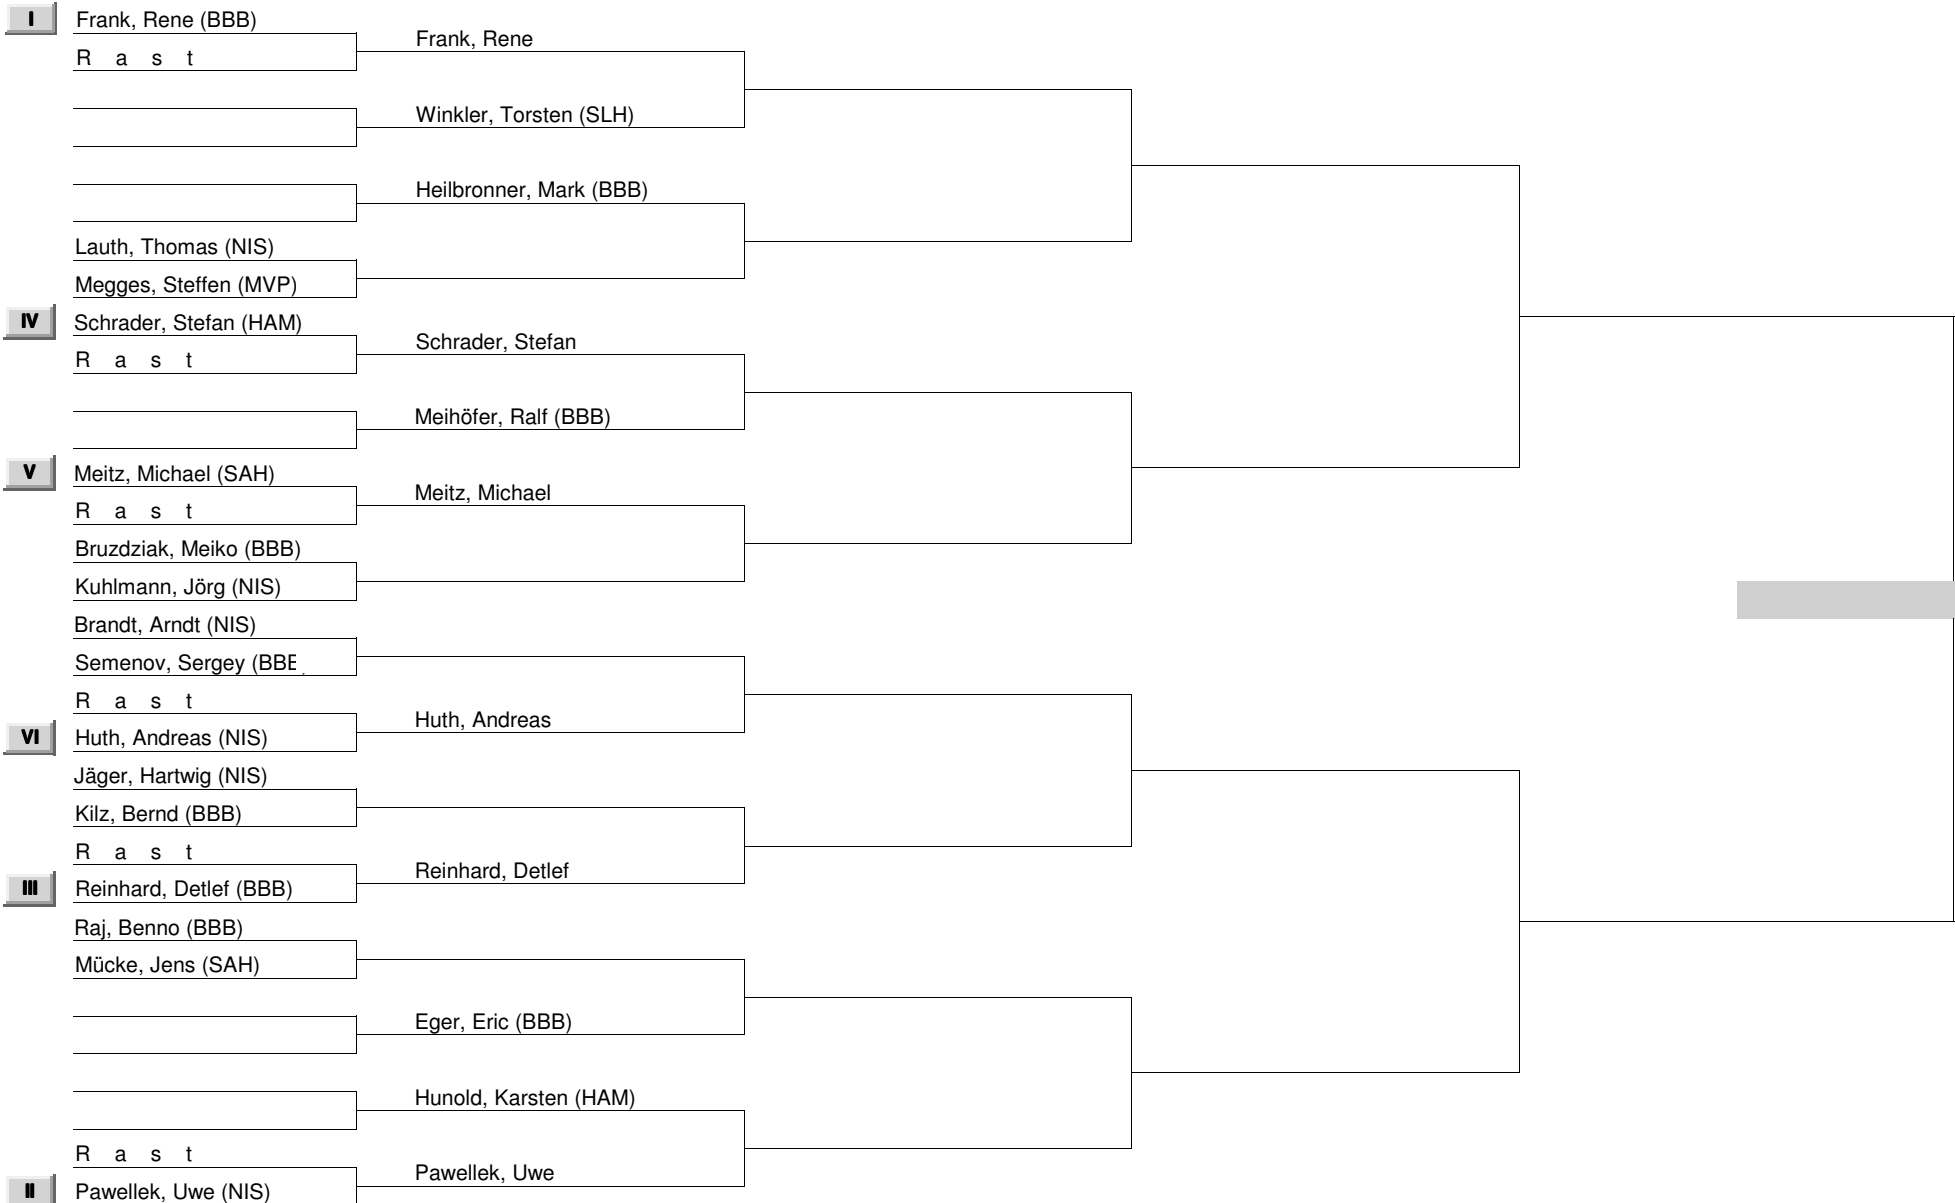 I Frank, Rene (BBB)
Frank, Rene
R a s t
Winkler, Torsten (SLH)
Heilbronner, Mark (BBB)
Lauth, Thomas (NIS)
Megges, Steffen (MVP)
IV Schrader, Stefan (HAM)
Schrader, Stefan
R a s t
Meihöfer, Ralf (BBB)
V Meitz, Michael (SAH)
Meitz, Michael
R a s t
Bruzdziak, Meiko (BBB)
Kuhlmann, Jörg (NIS)
Brandt, Arndt (NIS)
Semenov, Sergey (BBB
R a s t
Huth, Andreas
VI Huth, Andreas (NIS)
Jäger, Hartwig (NIS)
Kilz, Bernd (BBB)
R a s t
Reinhard, Detlef
III Reinhard, Detlef (BBB)
Raj, Benno (BBB)
Mücke, Jens (SAH)
Eger, Eric (BBB)
Hunold, Karsten (HAM)
R a s t
Pawellek, Uwe
II Pawellek, Uwe (NIS)